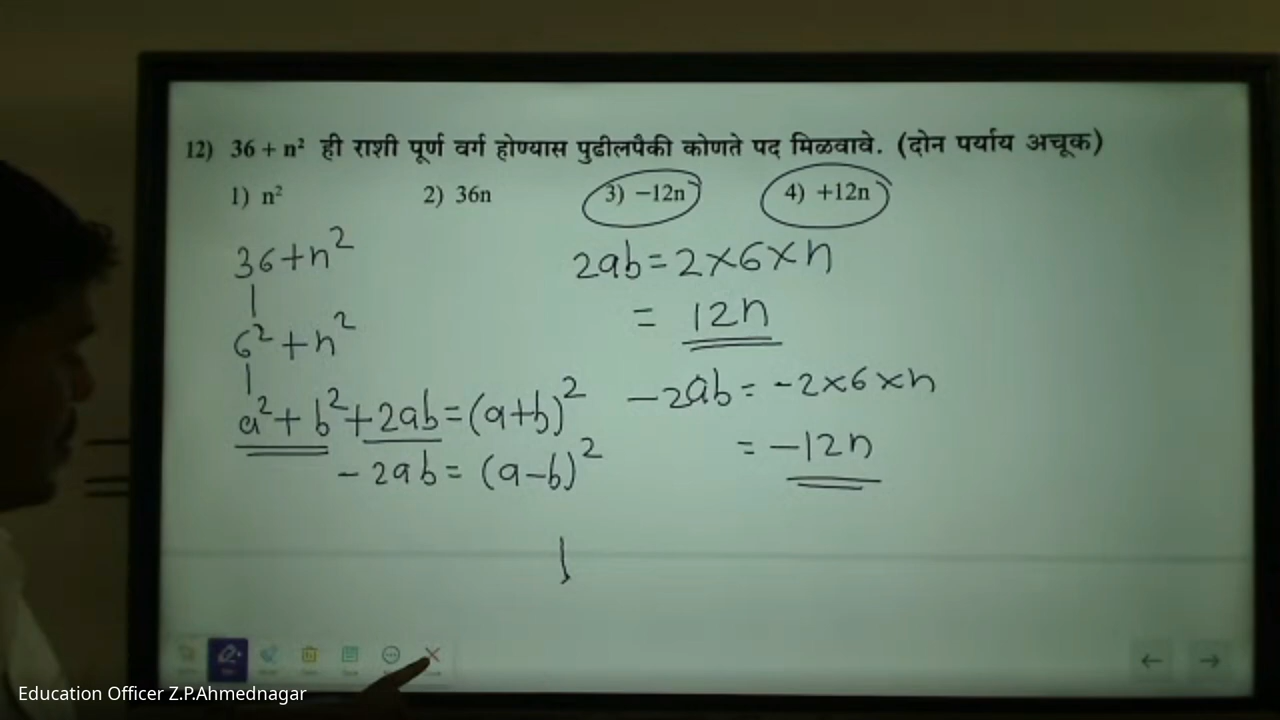 12) 36 + n² ही राशी पूर्ण वर्ग होण्यास पुढीलपैकी कोणते पद मिळवावे. (दोन पर्याय अचूक)
1) n² 2) 36n 3) −12n 4) +12n
36+n²
6²+n²
a²+b²+2ab=(a+b)²
-2ab=(a-b)²
2ab=2×6×n
= 12n
-2ab=-2×6×n
=-12n
Education Officer Z.P.Ahmednagar